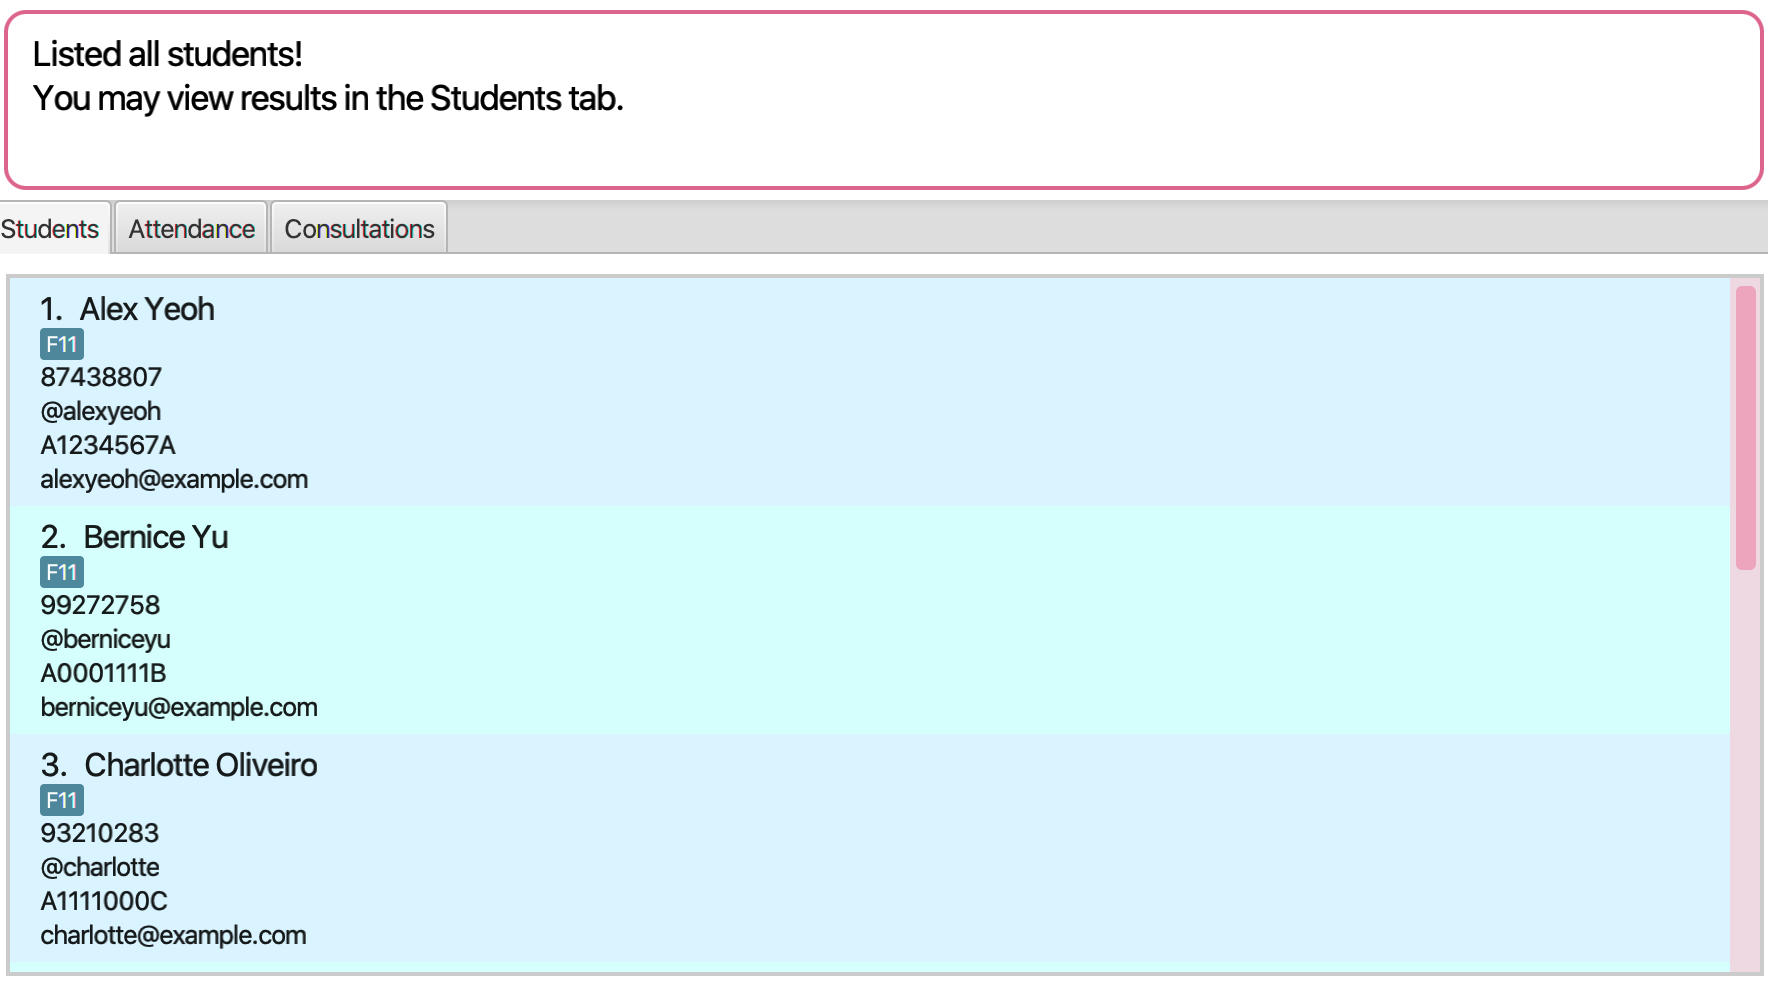 Listed all students!
You may view results in the Students tab.
Students Attendance Consultations
1. Alex Yeoh
F11
87438807
@alexyeoh
A1234567A
alexyeoh@example.com
2. Bernice Yu
F11
99272758
@berniceyu
A0001111B
berniceyu@example.com
3. Charlotte Oliveiro
F11
93210283
@charlotte
A1111000C
charlotte@example.com